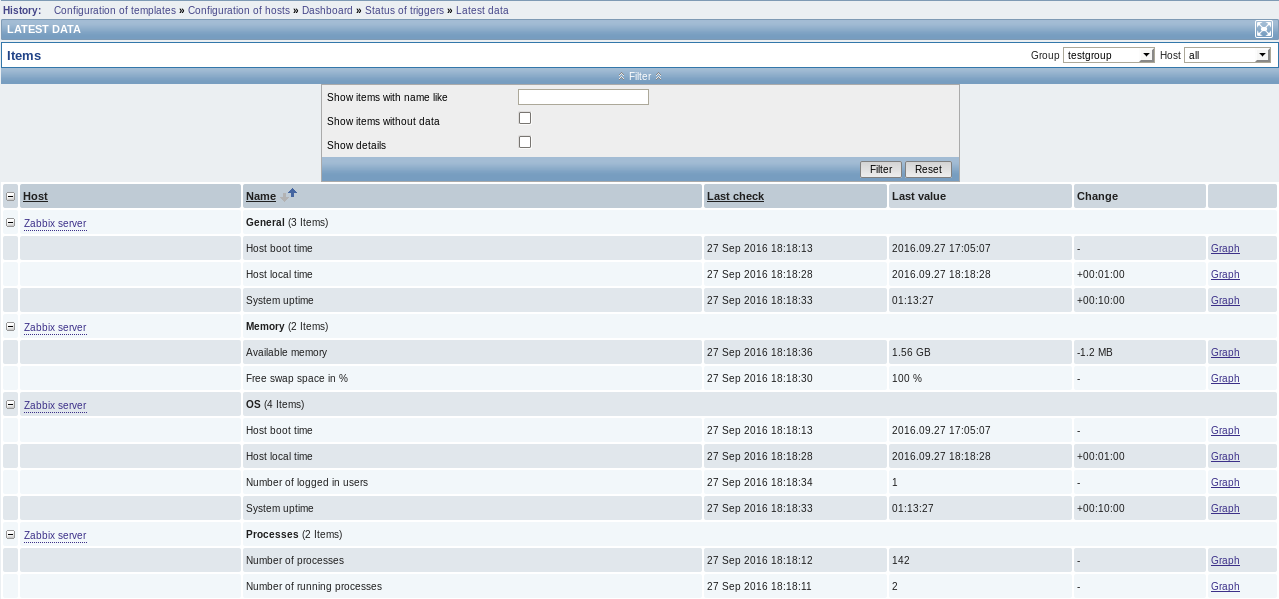 History: Configuration of templates » Configuration of hosts » Dashboard » Status of triggers » Latest data
LATEST DATA
Items Group testgroup Host all
Filter
Show items with name like
Show items without data
Show details
Filter Reset
Host Name Last check Last value Change
Zabbix server General (3 Items)
Host boot time 27 Sep 2016 18:18:13 2016.09.27 17:05:07 - Graph
Host local time 27 Sep 2016 18:18:28 2016.09.27 18:18:28 +00:01:00 Graph
System uptime 27 Sep 2016 18:18:33 01:13:27 +00:10:00 Graph
Zabbix server Memory (2 Items)
Available memory 27 Sep 2016 18:18:36 1.56 GB -1.2 MB Graph
Free swap space in % 27 Sep 2016 18:18:30 100 % - Graph
Zabbix server OS (4 Items)
Host boot time 27 Sep 2016 18:18:13 2016.09.27 17:05:07 - Graph
Host local time 27 Sep 2016 18:18:28 2016.09.27 18:18:28 +00:01:00 Graph
Number of logged in users 27 Sep 2016 18:18:34 1 - Graph
System uptime 27 Sep 2016 18:18:33 01:13:27 +00:10:00 Graph
Zabbix server Processes (2 Items)
Number of processes 27 Sep 2016 18:18:12 142 - Graph
Number of running processes 27 Sep 2016 18:18:11 2 - Graph